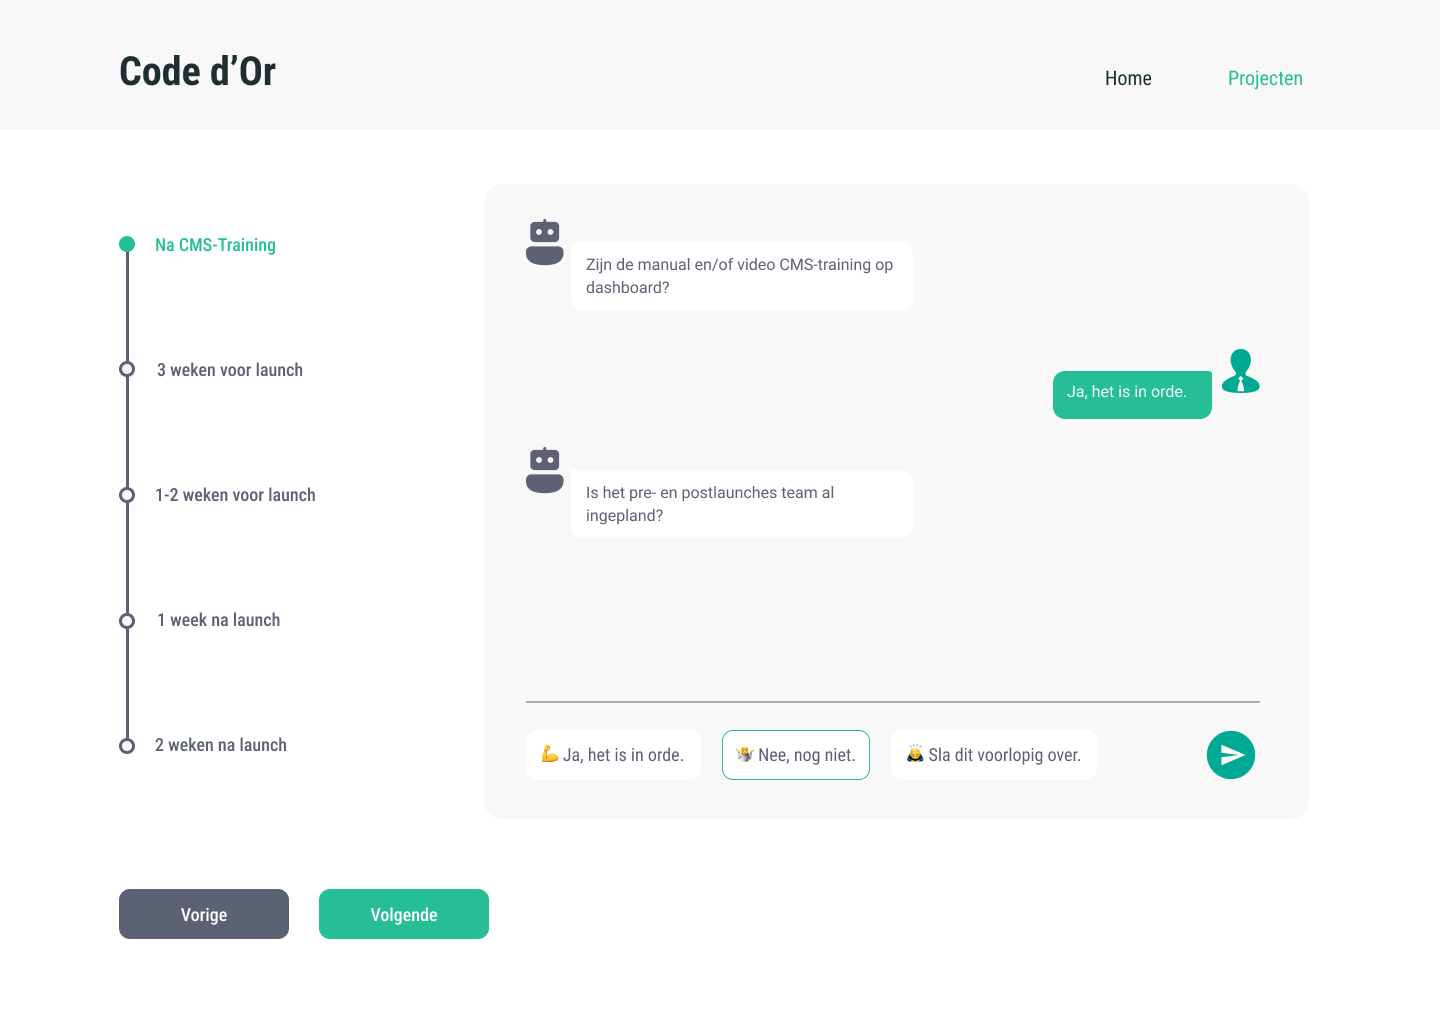 Code d’Or
Home
Projecten
Na CMS-Training
3 weken voor launch
1-2 weken voor launch
1 week na launch
2 weken na launch
Zijn de manual en/of video CMS-training op
dashboard?
Ja, het is in orde.
Is het pre- en postlaunches team al
ingepland?
💪 Ja, het is in orde.
🤷 Nee, nog niet.
🙇 Sla dit voorlopig over.
Vorige
Volgende